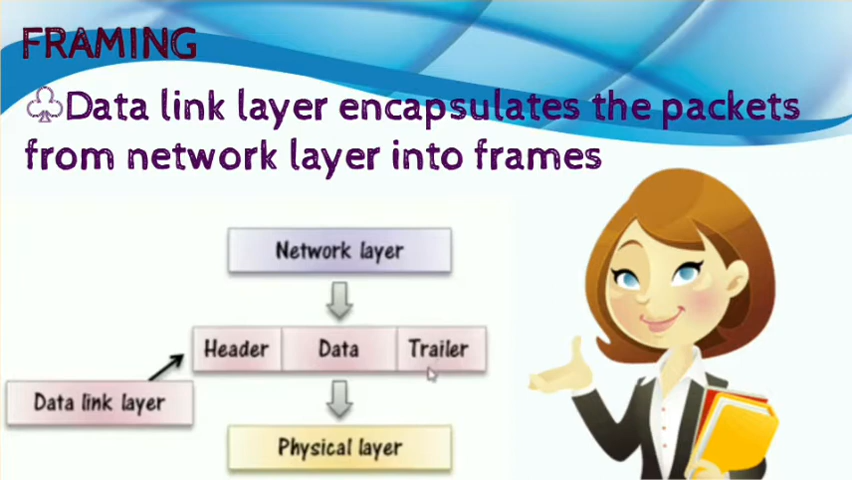 FRAMING
♧Data link layer encapsulates the packets
from network layer into frames
Network layer
Header Data Trailer
Data link layer
Physical layer